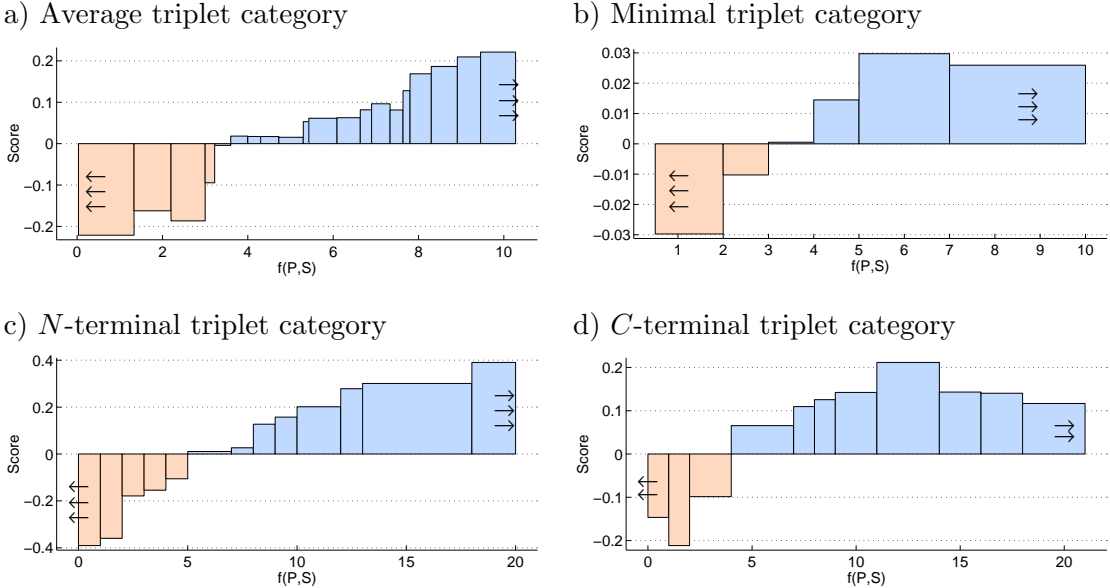 a) Average triplet category
0.2
0.1
0
−0.1
−0.2
Score
0 2 4 6 8 10
f(P,S)
b) Minimal triplet category
0.03
0.02
0.01
0
−0.01
−0.02
−0.03
Score
1 2 3 4 5 6 7 8 9 10
f(P,S)
c) N-terminal triplet category
0.4
0.2
0
−0.2
−0.4
Score
0 5 10 15 20
f(P,S)
d) C-terminal triplet category
0.2
0.1
0
−0.1
−0.2
Score
0 5 10 15 20
f(P,S)